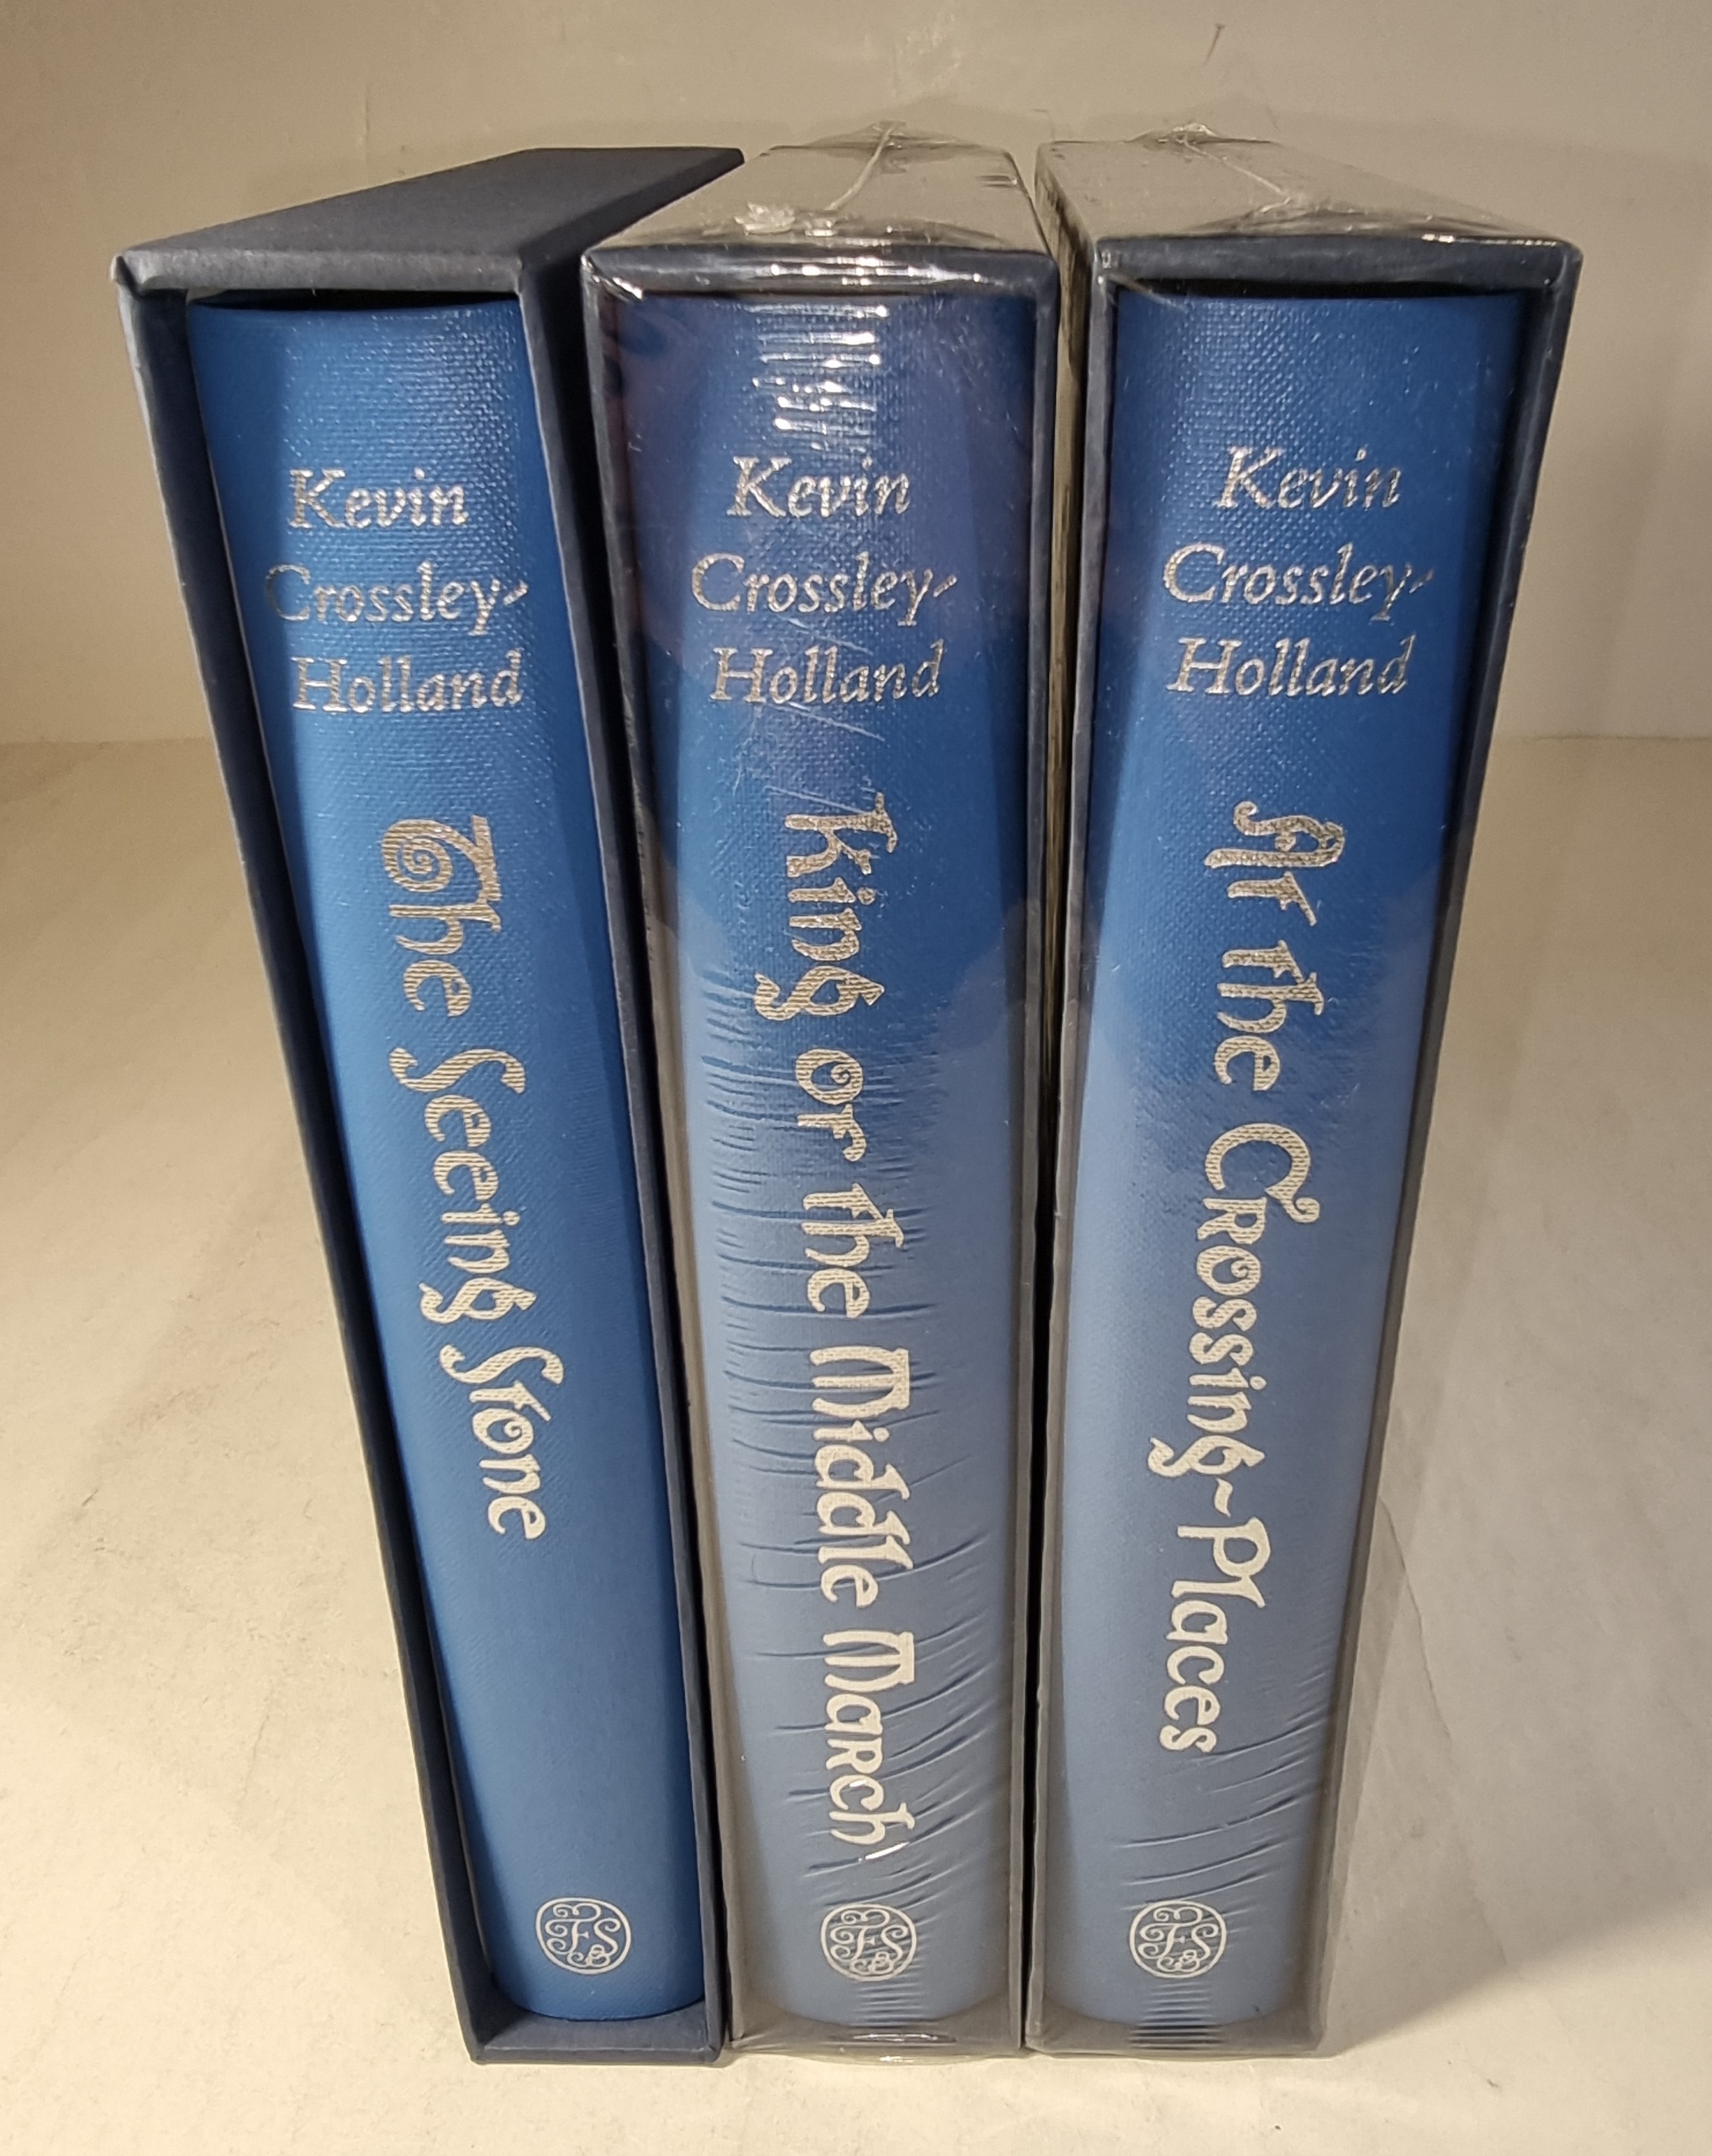 Kevin
Crossley-
Holland
The Seeing Stone
FS
Kevin
Crossley-
Holland
King of the Middle March
FS
Kevin
Crossley-
Holland
At the Crossing-Places
FS